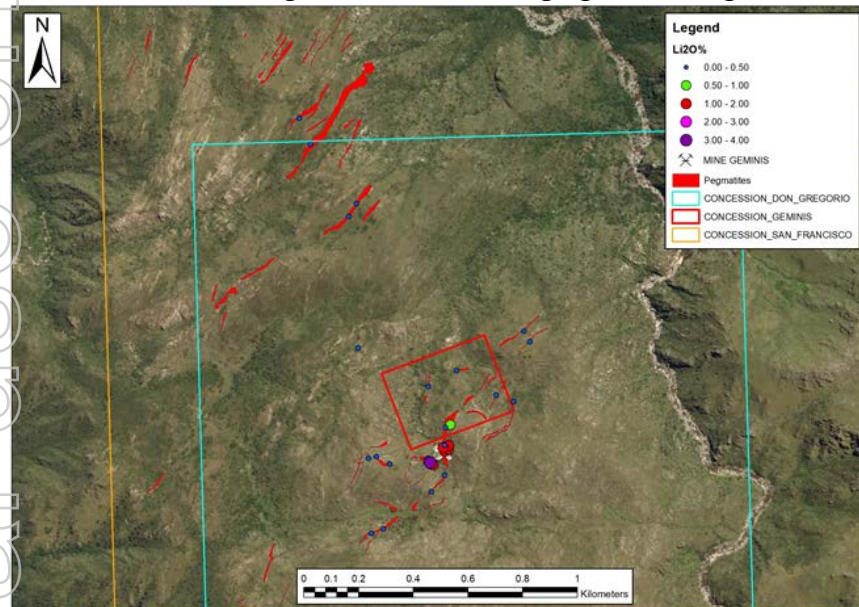 N
Legend
Li2O%
0.00 - 0.50
0.50 - 1.00
1.00 - 2.00
2.00 - 3.00
3.00 - 4.00
MINE GEMINIS
Pegmatites
CONCESSION_DON_GREGORIO
CONCESSION_GEMINIS
CONCESSION_SAN_FRANCISCO
0 0.1 0.2 0.4 0.6 0.8 1
Kilometers